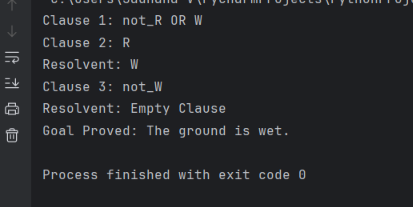 C:\Users\Sadhana V\PycharmProjects\PythonProj
Clause 1: not_R OR W
Clause 2: R
Resolvent: W
Clause 3: not_W
Resolvent: Empty Clause
Goal Proved: The ground is wet.
Process finished with exit code 0